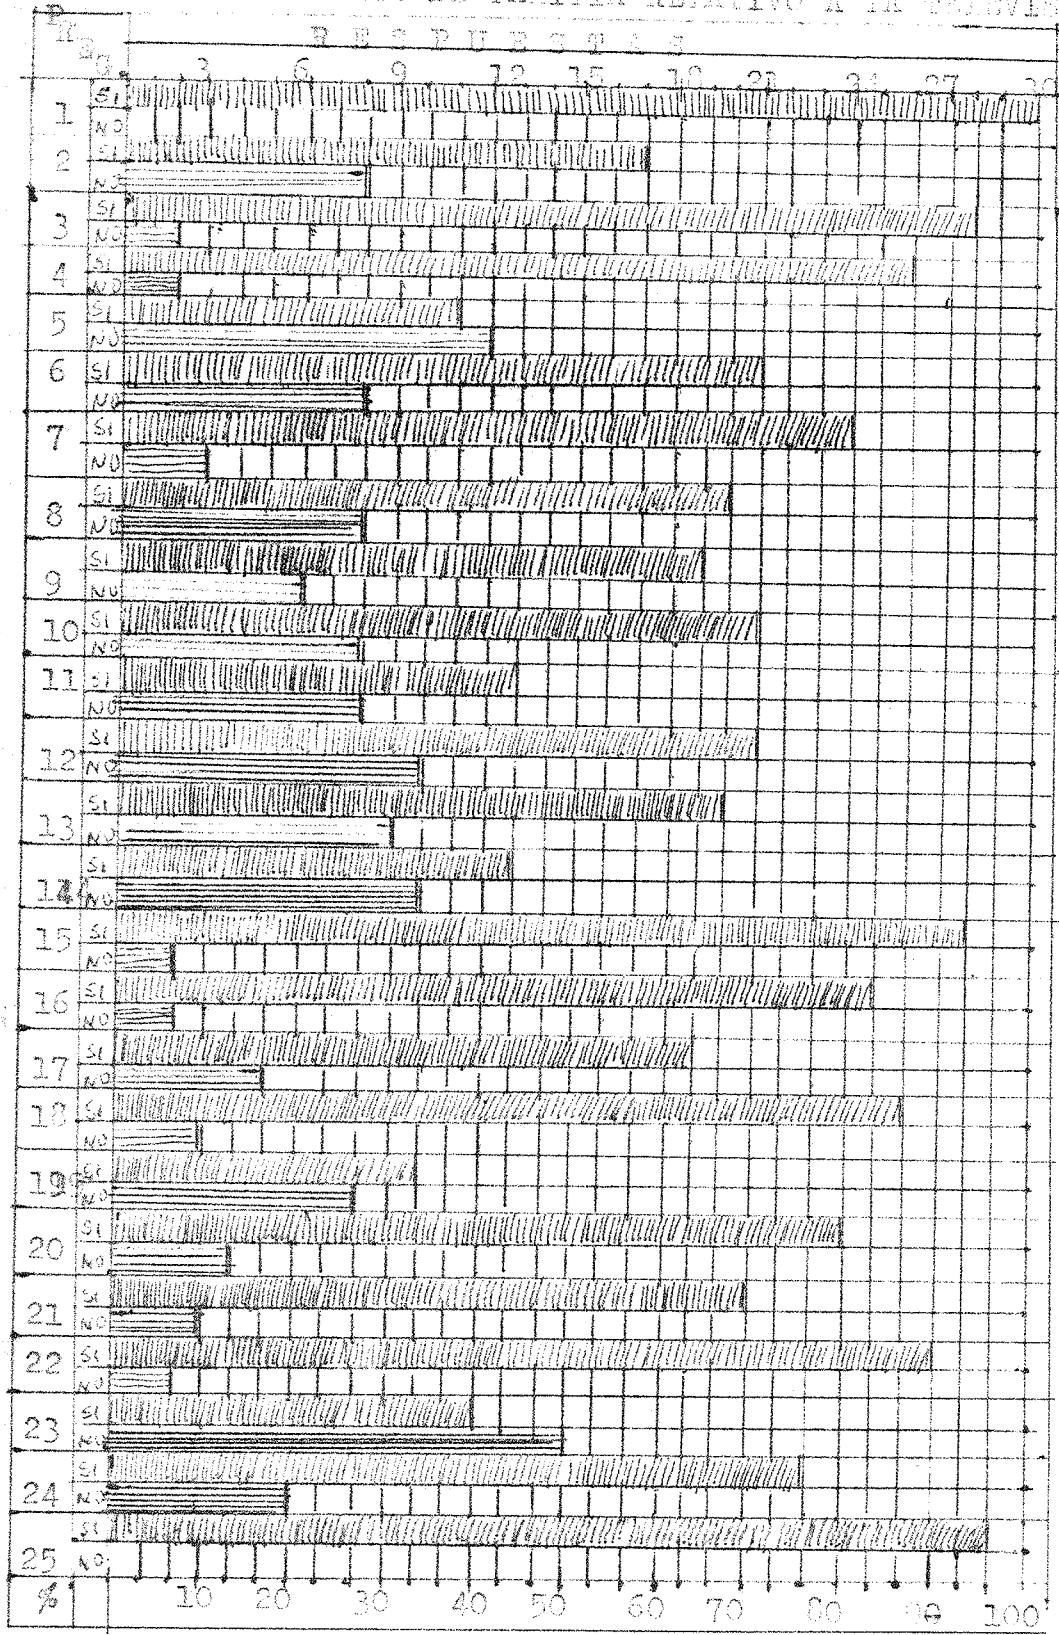 RELATIVO A LA
RESPUESTAS
3 6 9 12 15 18 21 24 27 30
1 SI
NO
2 SI
NO
3 SI
NO
4 SI
NO
5 SI
NO
6 SI
NO
7 SI
NO
8 SI
NO
9 SI
NO
10 SI
NO
11 SI
NO
12 SI
NO
13 SI
NO
14 SI
NO
15 SI
NO
16 SI
NO
17 SI
NO
18 SI
NO
19 SI
NO
20 SI
NO
21 SI
NO
22 SI
NO
23 SI
NO
24 SI
NO
25 SI
NO
% 10 20 30 40 50 60 70 80 90 100